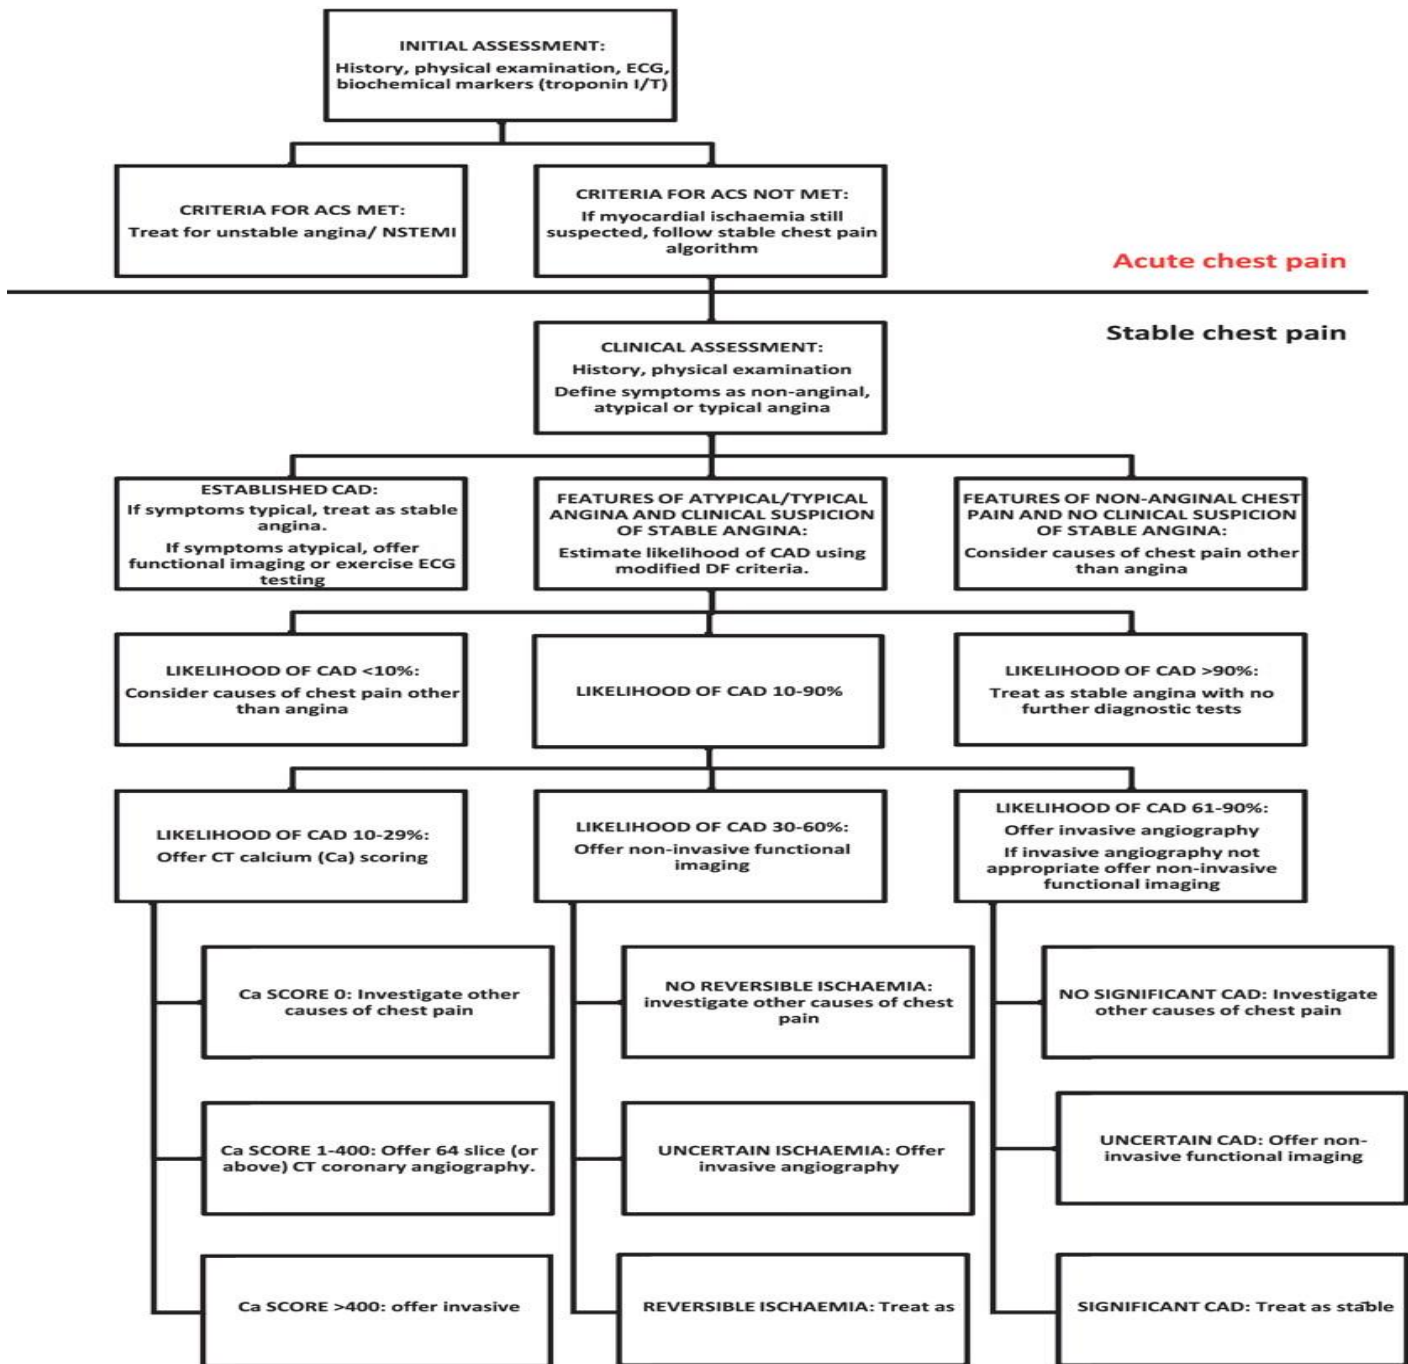 INITIAL ASSESSMENT:
History, physical examination, ECG,
biochemical markers (troponin I/T)
CRITERIA FOR ACS MET:
Treat for unstable angina/ NSTEMI
CRITERIA FOR ACS NOT MET:
If myocardial ischaemia still
suspected, follow stable chest pain
algorithm
Acute chest pain
Stable chest pain
CLINICAL ASSESSMENT:
History, physical examination
Define symptoms as non-anginal,
atypical or typical angina
ESTABLISHED CAD:
If symptoms typical, treat as stable
angina.
If symptoms atypical, offer
functional imaging or exercise ECG
testing
FEATURES OF ATYPICAL/TYPICAL
ANGINA AND CLINICAL SUSPICION
OF STABLE ANGINA:
Estimate likelihood of CAD using
modified DF criteria.
FEATURES OF NON-ANGINAL CHEST
PAIN AND NO CLINICAL SUSPICION
OF STABLE ANGINA:
Consider causes of chest pain other
than angina
LIKELIHOOD OF CAD <10%:
Consider causes of chest pain other
than angina
LIKELIHOOD OF CAD 10-90%
LIKELIHOOD OF CAD >90%:
Treat as stable angina with no
further diagnostic tests
LIKELIHOOD OF CAD 10-29%:
Offer CT calcium (Ca) scoring
LIKELIHOOD OF CAD 30-60%:
Offer non-invasive functional
imaging
LIKELIHOOD OF CAD 61-90%:
Offer invasive angiography
If invasive angiography not
appropriate offer non-invasive
functional imaging
Ca SCORE 0: Investigate other
causes of chest pain
NO REVERSIBLE ISCHAEMIA:
investigate other causes of chest
pain
NO SIGNIFICANT CAD: Investigate
other causes of chest pain
Ca SCORE 1-400: Offer 64 slice (or
above) CT coronary angiography.
UNCERTAIN ISCHAEMIA: Offer
invasive angiography
UNCERTAIN CAD: Offer non-
invasive functional imaging
Ca SCORE >400: offer invasive
REVERSIBLE ISCHAEMIA: Treat as
SIGNIFICANT CAD: Treat as stable